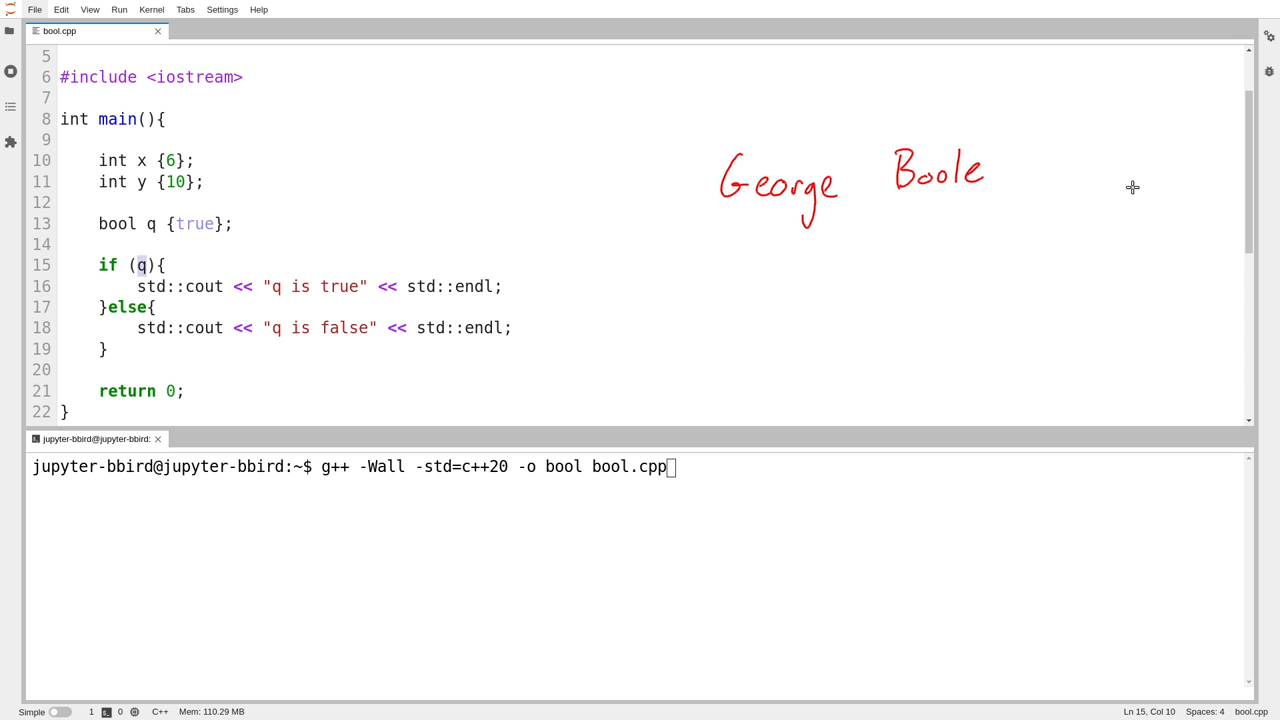 File Edit View Run Kernel Tabs Settings Help
bool.cpp
5
6 #include <iostream>
7
8 int main(){
9
10     int x {6};
11     int y {10};
12
13     bool q {true};
14
15     if (q){
16         std::cout << "q is true" << std::endl;
17     }else{
18         std::cout << "q is false" << std::endl;
19     }
20
21     return 0;
22 }
George Boole
jupyter-bbird@jupyter-bbird:
jupyter-bbird@jupyter-bbird:~$ g++ -Wall -std=c++20 -o bool bool.cpp
Simple 1 0 C++ Mem: 110.29 MB Ln 15, Col 10 Spaces: 4 bool.cpp